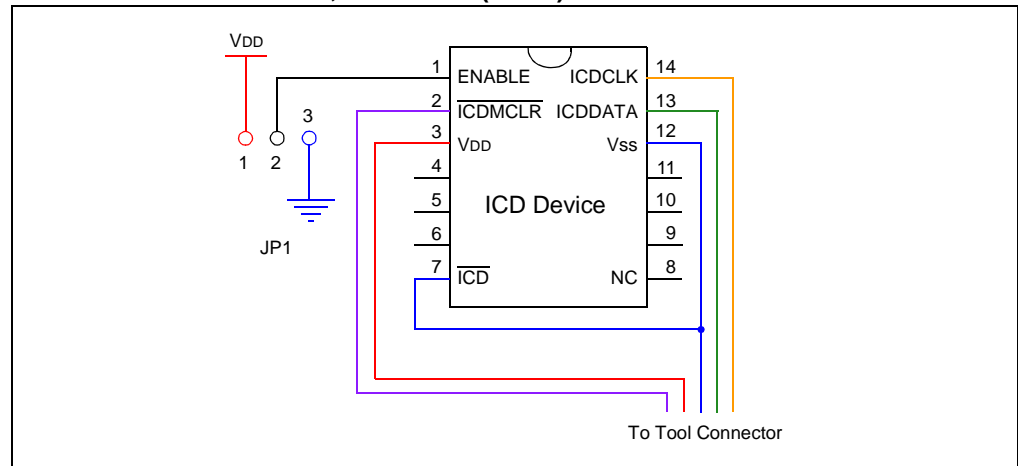 VDD
1
2
3
JP1
1 ENABLE
2 ICDMCLR
3 VDD
4
5
6
7 ICD
ICDCLK 14
ICDDATA 13
Vss 12
11
10
9
NC 8
ICD Device
To Tool Connector